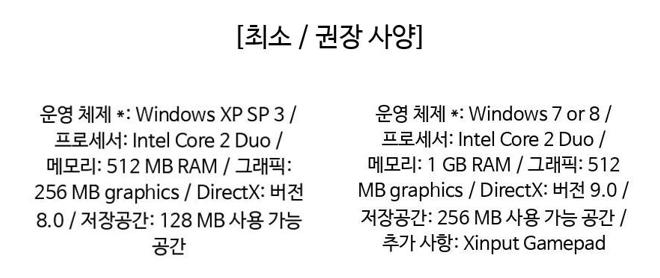 [최소 / 권장 사양]
운영 체제 *: Windows XP SP 3 /
프로세서: Intel Core 2 Duo /
메모리: 512 MB RAM / 그래픽:
256 MB graphics / DirectX: 버전
8.0 / 저장공간: 128 MB 사용 가능
공간
운영 체제 *: Windows 7 or 8 /
프로세서: Intel Core 2 Duo /
메모리: 1 GB RAM / 그래픽: 512
MB graphics / DirectX: 버전 9.0 /
저장공간: 256 MB 사용 가능 공간 /
추가 사항: Xinput Gamepad